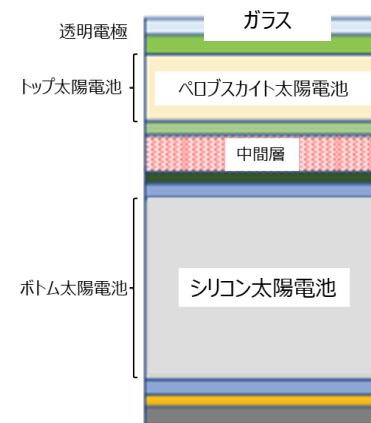 ガラス
透明電極
トップ太陽電池
ペロブスカイト太陽電池
中間層
ボトム太陽電池
シリコン太陽電池